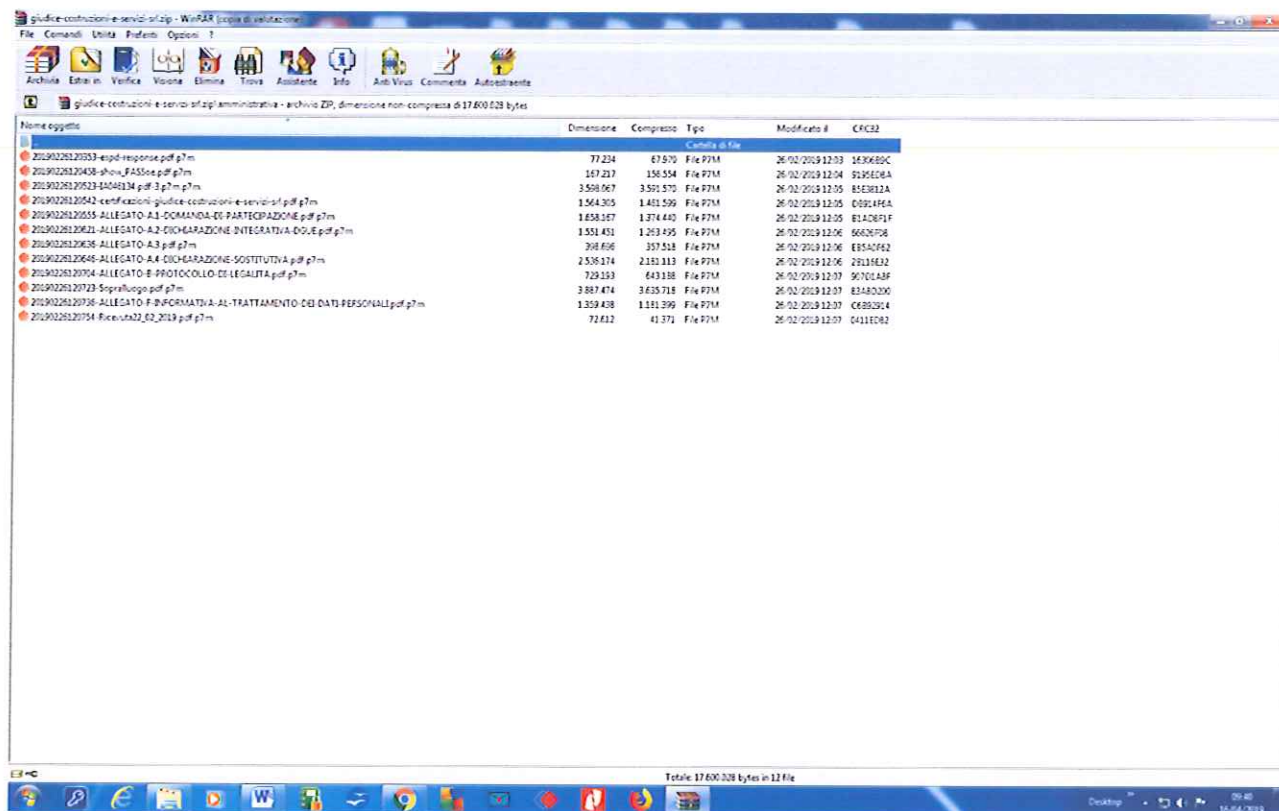 giudice-costruzioni-e-servizi-srl.zip - WinRAR (copia di valutazione)
File Comandi Utilità Preferiti Opzioni ?
Archivia Estrai in Verifica Visiona Elimina Trova Assistente Info Anti Virus Commento Autoestraente
giudice-costruzioni-e-servizi-srl.zip\amministrativa - archivio ZIP, dimensione non-compressa di 17.600.028 bytes
Nome oggetto Dimensione Compresso Tipo Modificato il CRC32
.. Cartella di file
20190226120353-espd-response.pdf.p7m 77.234 67.970 File P7M 26/02/2019 12:03 16306B9C
20190226120458-show_PASSoe.pdf.p7m 167.217 156.554 File P7M 26/02/2019 12:04
20190226120523-IA046134.pdf-3.p7m.p7m 3.598.067 3.591.570 File P7M 26/02/2019 12:05 85E3812A
20190226120542-certificazioni-giudice-costruzioni-e-servizi-srl.pdf.p7m 1.564.305 1.461.599 File P7M 26/02/2019 12:05 D6914F6A
20190226120555-ALLEGATO-A.1-DOMANDA-DI-PARTECIPAZIONE.pdf.p7m 1.658.167 1.374.440 File P7M 26/02/2019 12:05
20190226120621-ALLEGATO-A.2-DICHIARAZIONE-INTEGRATIVA-DGUE.pdf.p7m 1.551.451 1.263.495 File P7M 26/02/2019 12:06
20190226120636-ALLEGATO-A.3.pdf.p7m 398.696 357.518 File P7M 26/02/2019 12:06
20190226120646-ALLEGATO-A.4-DICHIARAZIONE-SOSTITUTIVA.pdf.p7m 2.536.174 2.181.113 File P7M 26/02/2019 12:06
20190226120704-ALLEGATO-B-PROTOCOLLO-DI-LEGALITA.pdf.p7m 729.193 643.188 File P7M 26/02/2019 12:07 907D1A8F
20190226120723-Sopralluogo.pdf.p7m 3.887.474 3.635.718 File P7M 26/02/2019 12:07
20190226120736-ALLEGATO-F-INFORMATIVA-AL-TRATTAMENTO-DEI-DATI-PERSONALI.pdf.p7m 1.359.438 1.181.399 File P7M 26/02/2019 12:07 C6B92914
20190226120754-Ricevuta22_02_2019.pdf.p7m 72.612 41.371 File P7M 26/02/2019 12:07 0411ED82
Totale 17.600.028 bytes in 12 file
Desktop 09:40
16/04/2019